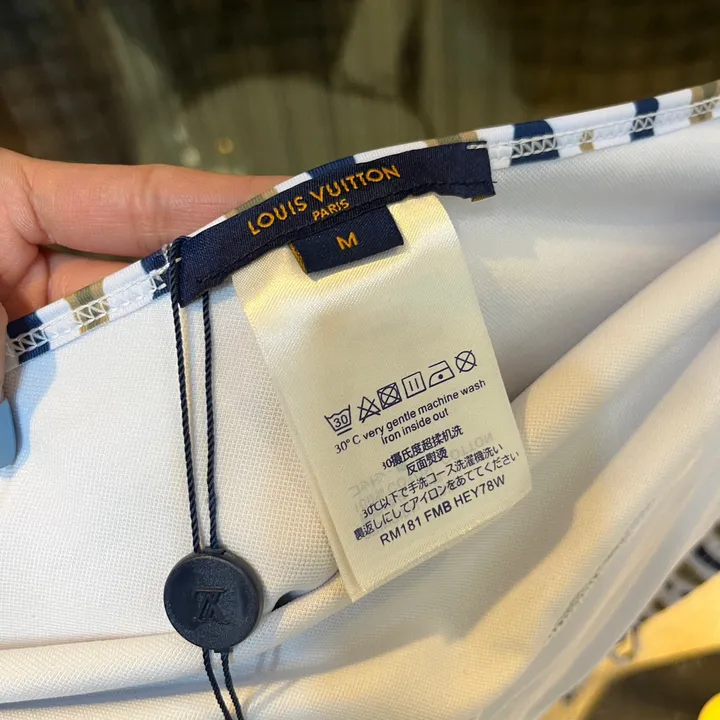 LOUIS VUITTON
PARIS
M
30
30°C very gentle machine wash
iron inside out
30摄氏度超揉机洗
反面熨烫
30℃以下で手洗コース洗濯機洗い
裏返しにしてアイロンをあててください
RM181 FMB HEY78W